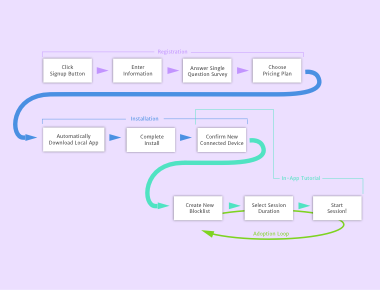 Registration
Click
Signup Button
Enter
Information
Answer Single
Question Survey
Choose
Pricing Plan
Installation
Automatically
Download Local App
Complete
Install
Confirm New
Connected Device
In-App Tutorial
Create New
Blocklist
Select Session
Duration
Start
Session!
Adoption Loop